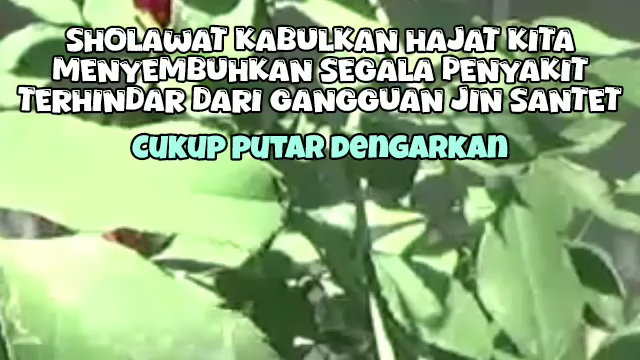 SHOLAWAT KABULKAN HAJAT KITA
MENYEMBUHKAN SEGALA PENYAKIT
TERHINDAR DARI GANGGUAN JIN SANTET
CUKUP PUTAR DENGARKAN